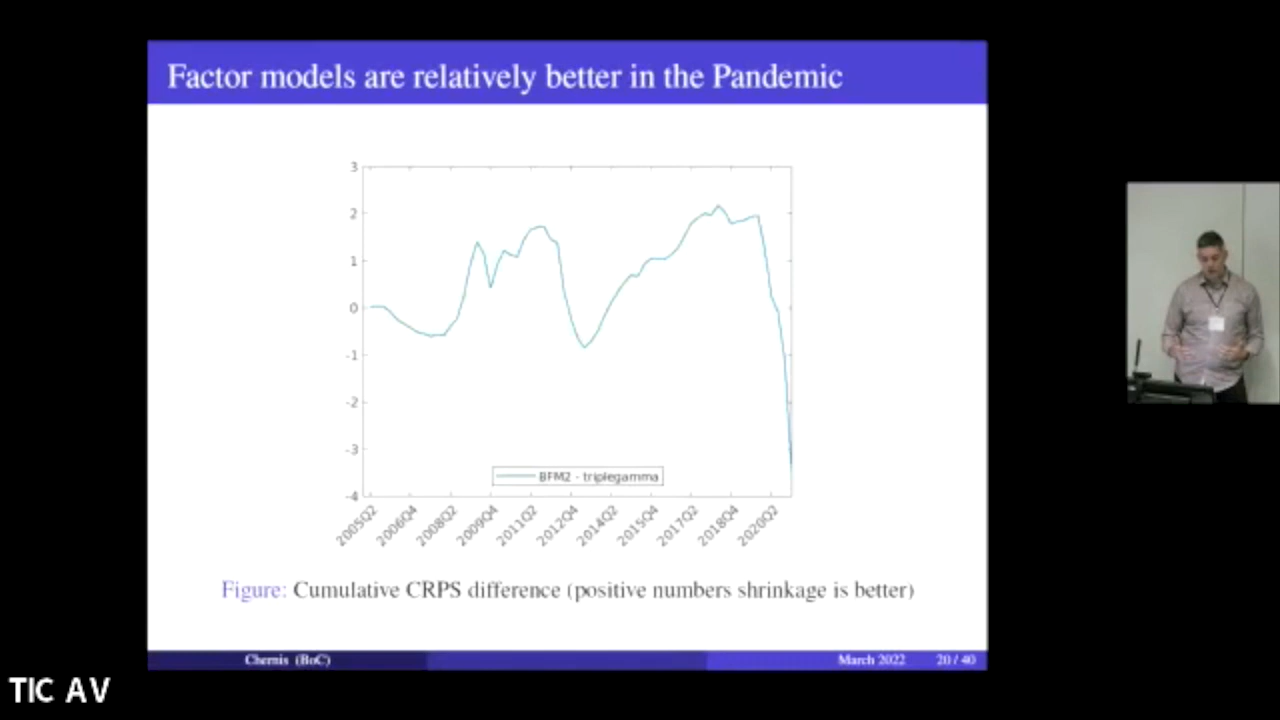 Factor models are relatively better in the Pandemic
3
2
1
0
-1
-2
-3
-4
BFM2 - triplegamma
2005Q2
2006Q4
2008Q2
2009Q4
2011Q2
2012Q4
2014Q2
2015Q4
2017Q2
2018Q4
2020Q2
Figure: Cumulative CRPS difference (positive numbers shrinkage is better)
Chernis (BoC)
March 2022
20 / 40
TIC AV